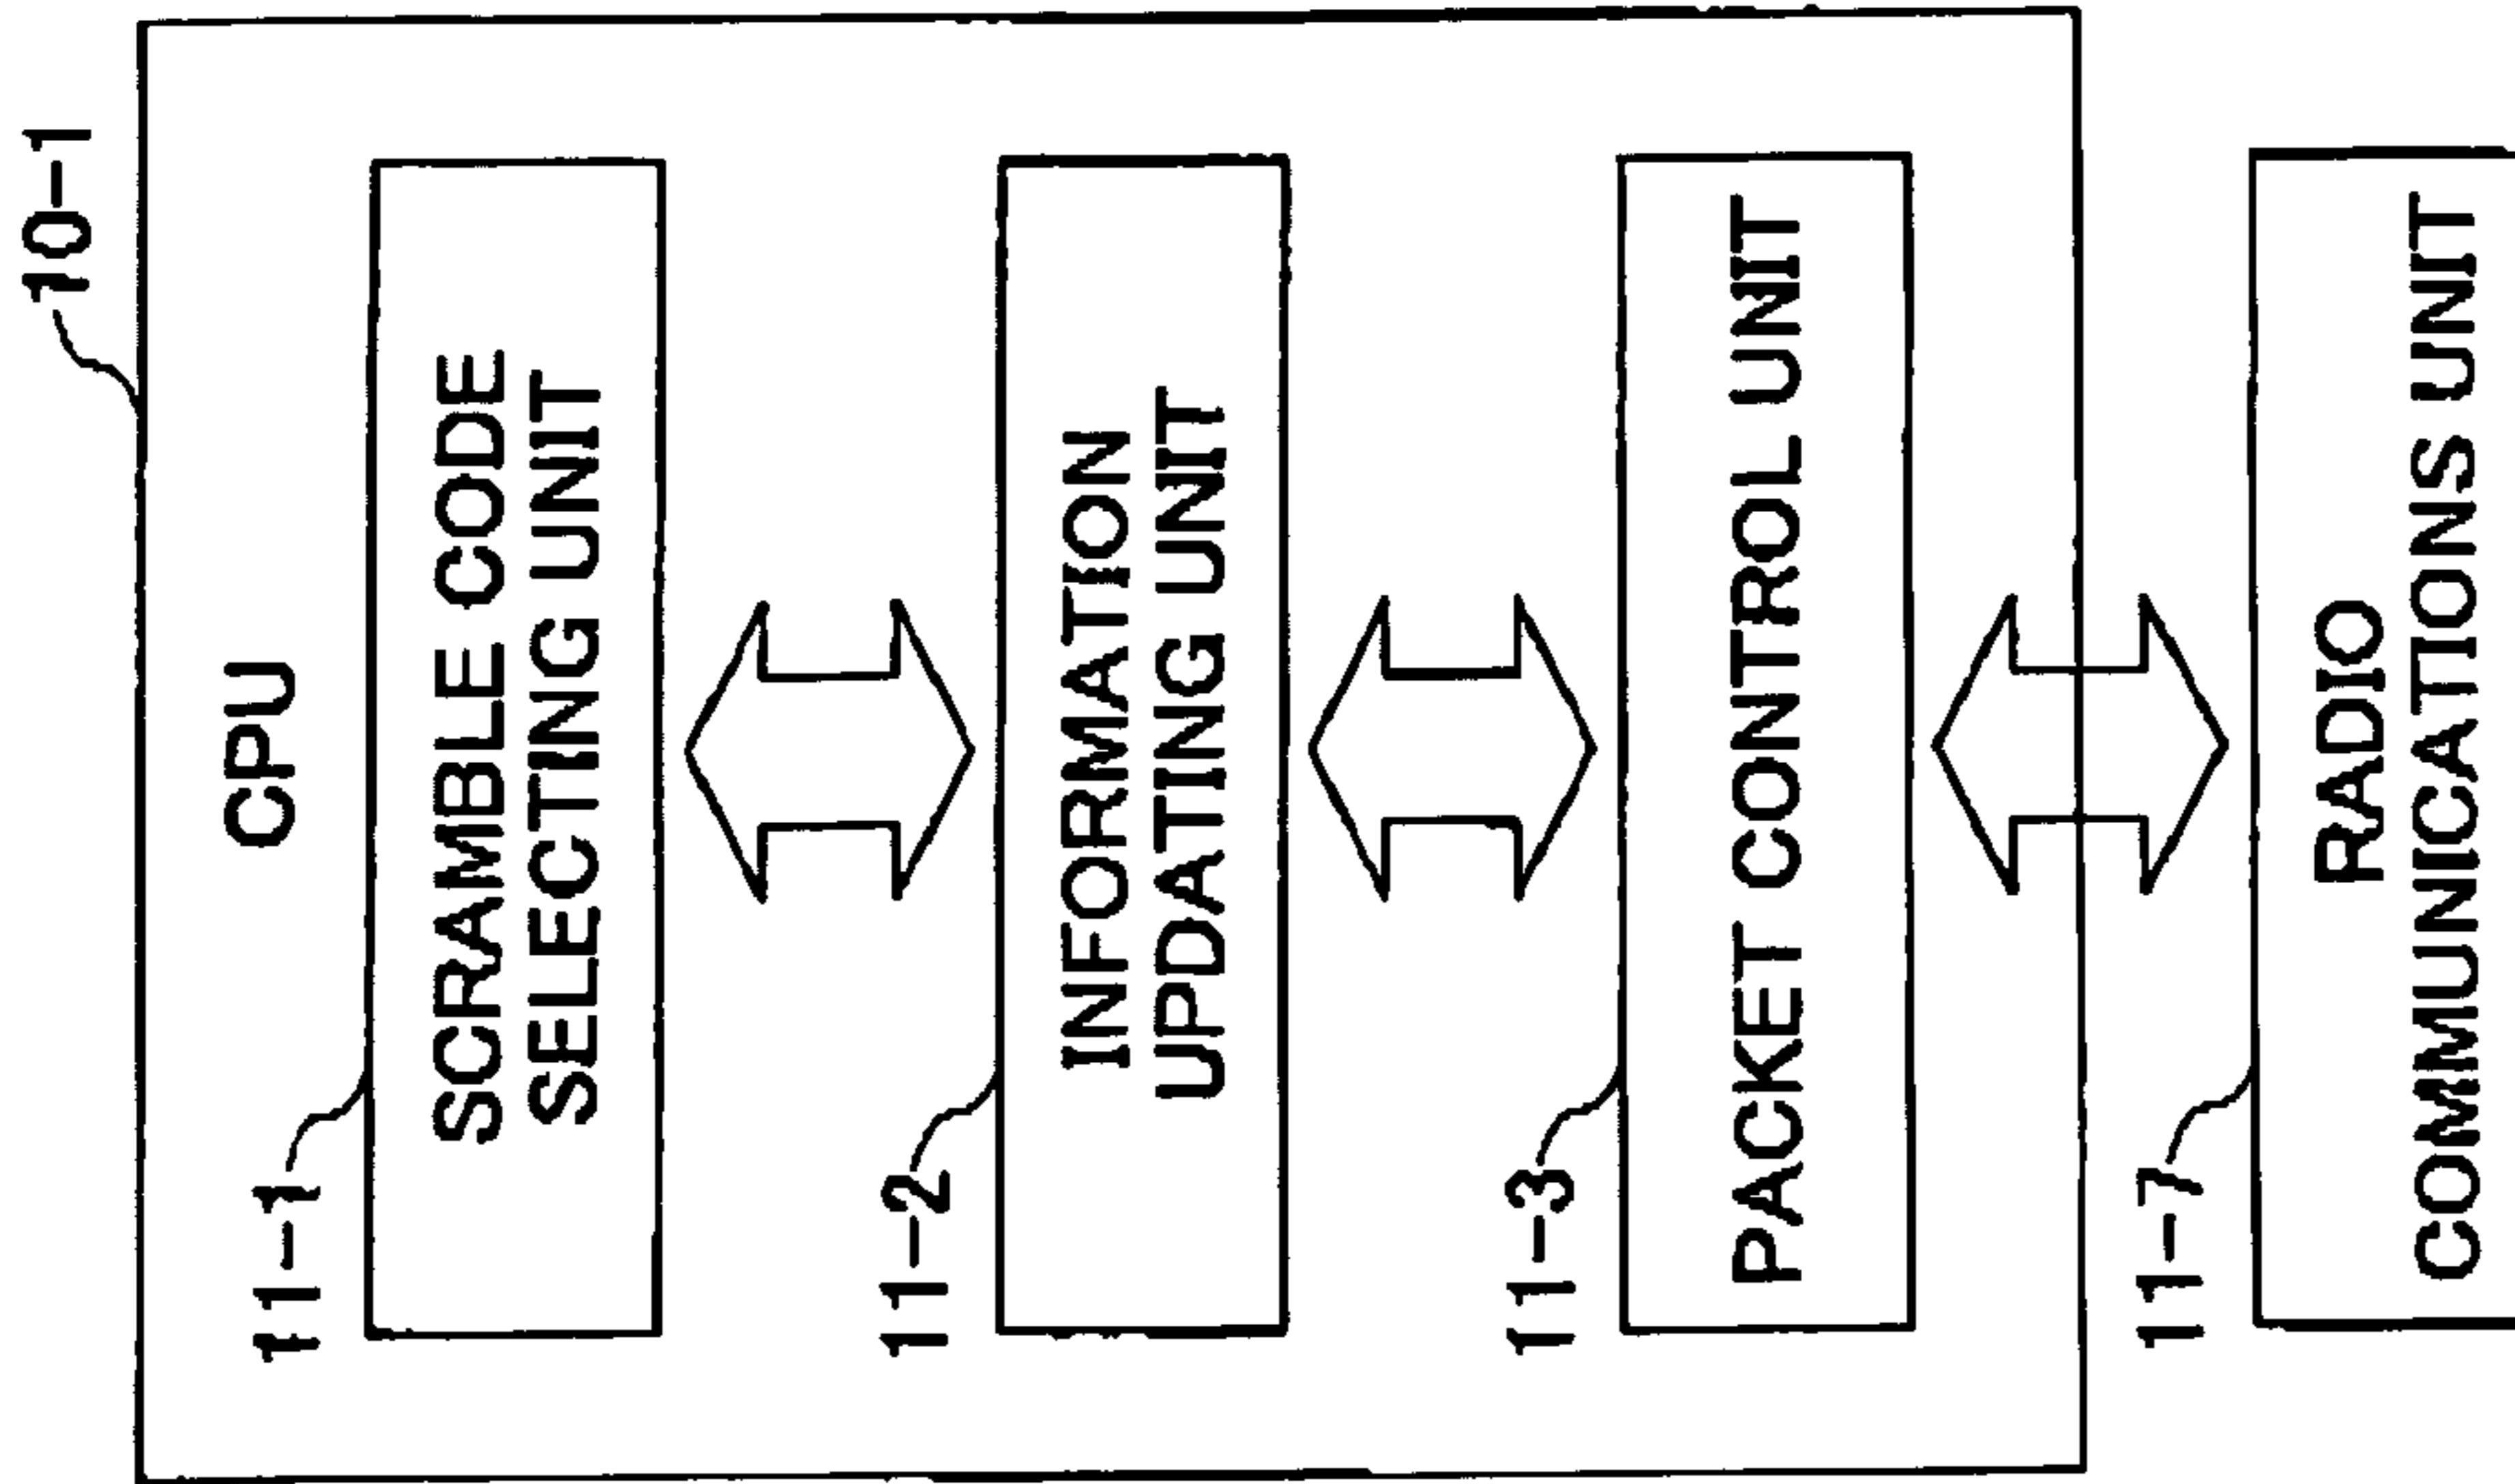 10-1
CPU
11-1
SCRAMBLE CODE
SELECTING UNIT
11-2
INFORMATION
UPDATING UNIT
11-3
PACKET CONTROL UNIT
11-7
RADIO
COMMUNICATIONS UNIT